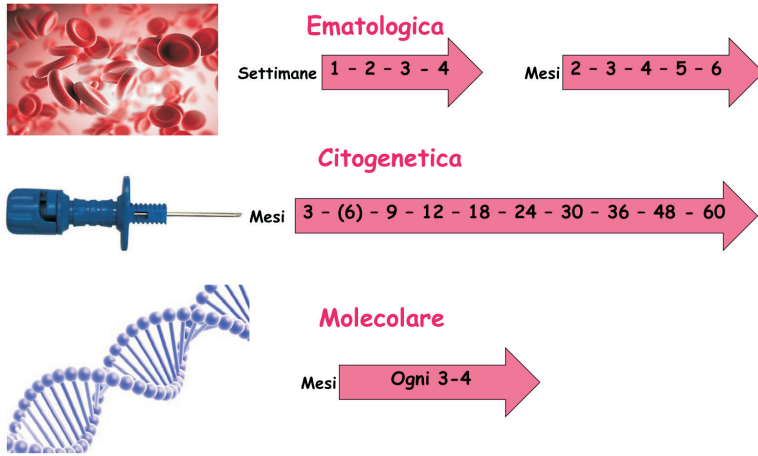 Ematologica
Settimane 1 - 2 - 3 - 4 Mesi 2 - 3 - 4 - 5 - 6
Citogenetica
Mesi 3 - (6) - 9 - 12 - 18 - 24 - 30 - 36 - 48 - 60
Molecolare
Mesi Ogni 3-4